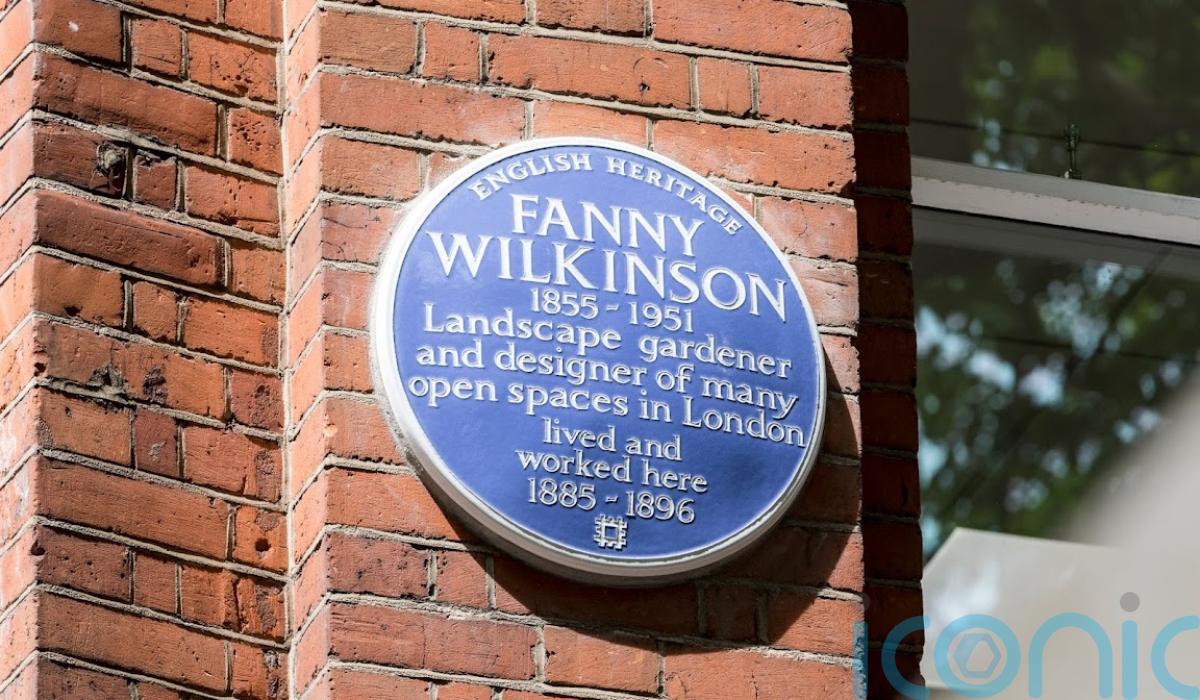 ENGLISH HERITAGE
FANNY
WILKINSON
1855 - 1951
Landscape gardener
and designer of many
open spaces in London
lived and
worked here
1885 - 1896
iconic